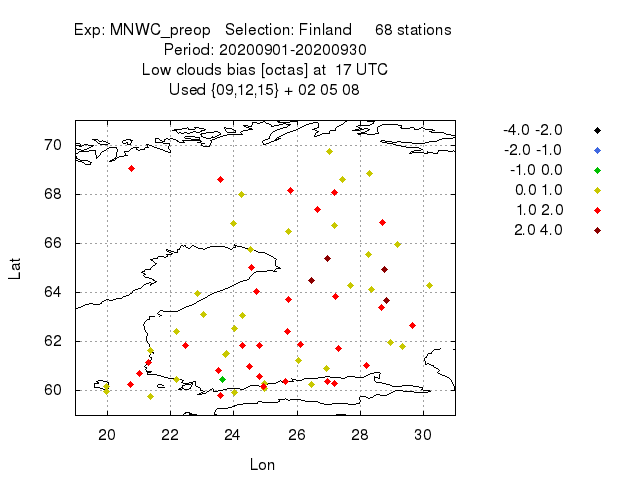 Exp: MNWC_preop   Selection: Finland     68 stations
Period: 20200901-20200930
Low clouds bias [octas] at  17 UTC
Used {09,12,15} + 02 05 08
-4.0 -2.0
-2.0 -1.0
-1.0 0.0
0.0 1.0
1.0 2.0
2.0 4.0
70
68
66
64
62
60
Lat
20 22 24 26 28 30
Lon